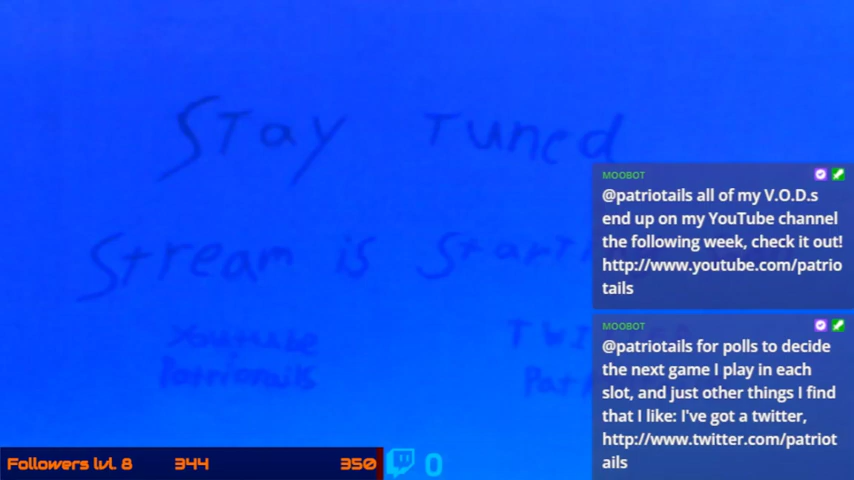 Stay Tuned
Stream is
Youtube
Patriotails
MOOBOT
@patriotails all of my V.O.D.s
end up on my YouTube channel
the following week, check it out!
http://www.youtube.com/patrio
tails
MOOBOT
@patriotails for polls to decide
the next game I play in each
slot, and just other things I find
that I like: I've got a twitter,
http://www.twitter.com/patriot
ails
Followers lvl. 8 344 350 0